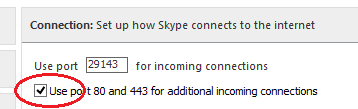 Connection: Set up how Skype connects to the internet
Use port 29143 for incoming connections
Use port 80 and 443 for additional incoming connections